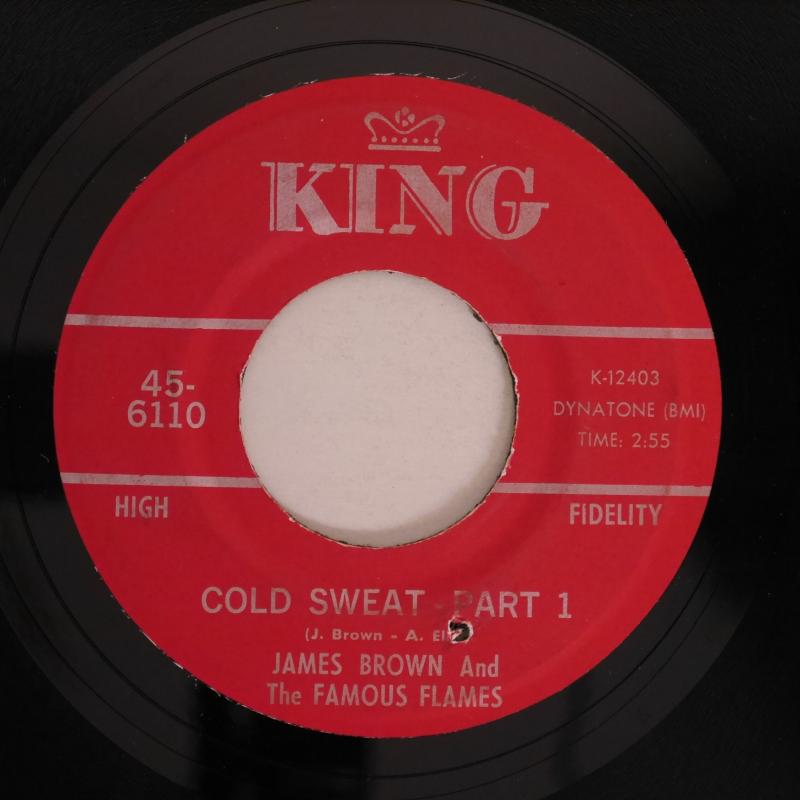 KING
45-
6110
K-12403
DYNATONE (BMI)
TIME: 2:55
HIGH
FIDELITY
COLD SWEAT - PART 1
(J. Brown - A.
JAMES BROWN And
The FAMOUS FLAMES